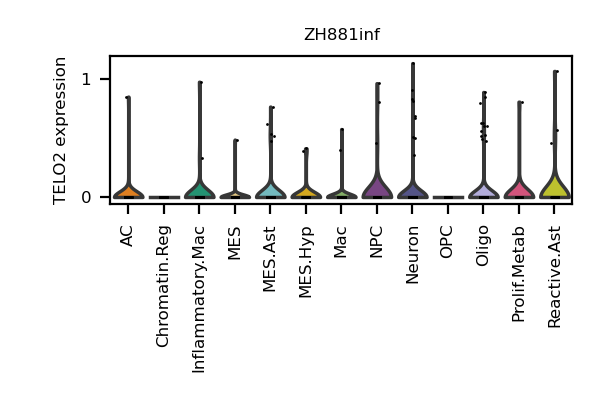 ZH881inf
TELO2 expression
1
0
AC
Chromatin.Reg
Inflammatory.Mac
MES
MES.Ast
MES.Hyp
Mac
NPC
Neuron
OPC
Oligo
Prolif.Metab
Reactive.Ast